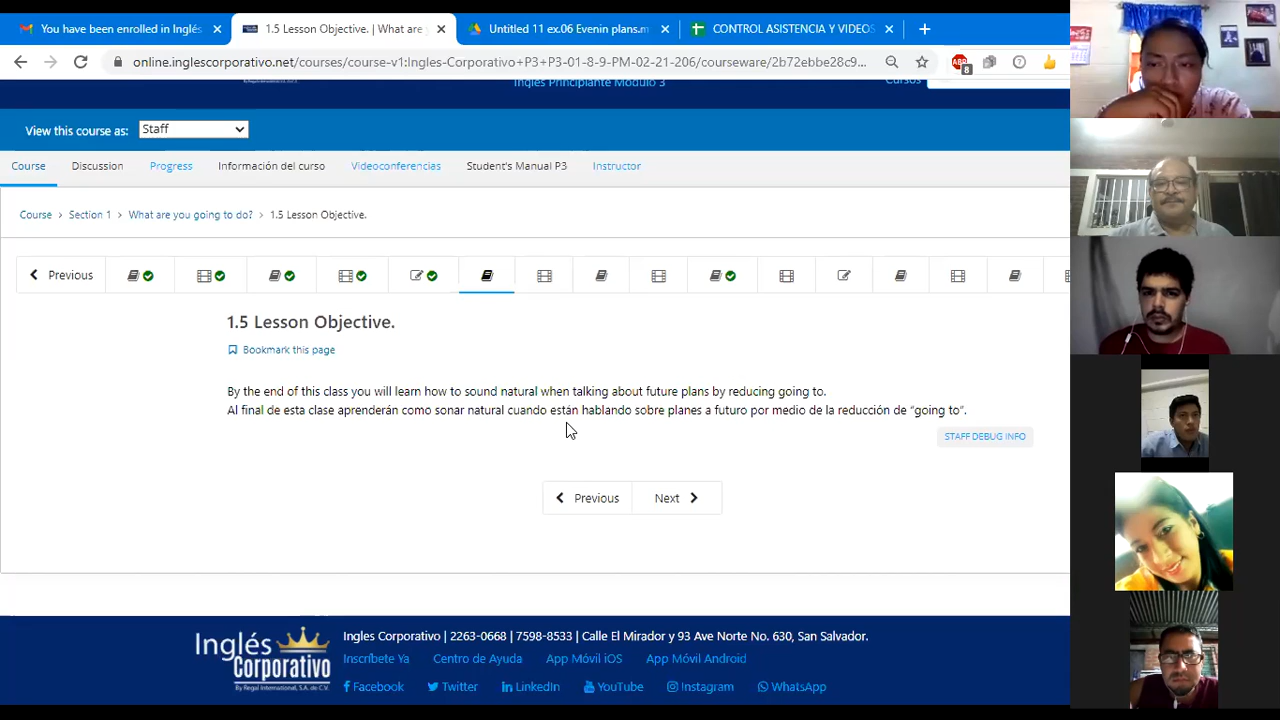 You have been enrolled in Inglés
1.5 Lesson Objective. | What are
Untitled 11 ex.06 Evenin plans.m
CONTROL ASISTENCIA Y VIDEOS
online.inglescorporativo.net/courses/course-v1:Ingles-Corporativo+P3+P3-01-8-9-PM-02-21-206/courseware/2b72a81be28c9...
ABP
8
Ingles Principiante Modulo 3
Cursos
View this course as:
Staff
Course
Discussion
Progress
Información del curso
Videoconferencias
Student's Manual P3
Instructor
Course > Section 1 > What are you going to do? > 1.5 Lesson Objective.
Previous
1.5 Lesson Objective.
Bookmark this page
By the end of this class you will learn how to sound natural when talking about future plans by reducing going to.
Al final de esta clase aprenderán como sonar natural cuando están hablando sobre planes a futuro por medio de la reducción de "going to".
STAFF DEBUG INFO
Previous
Next
Inglés
Corporativo
By Regal International, S.A. de C.V.
Ingles Corporativo | 2263-0668 | 7598-8533 | Calle El Mirador y 93 Ave Norte No. 630, San Salvador.
Inscríbete Ya
Centro de Ayuda
App Móvil iOS
App Móvil Android
Facebook
Twitter
LinkedIn
YouTube
Instagram
WhatsApp